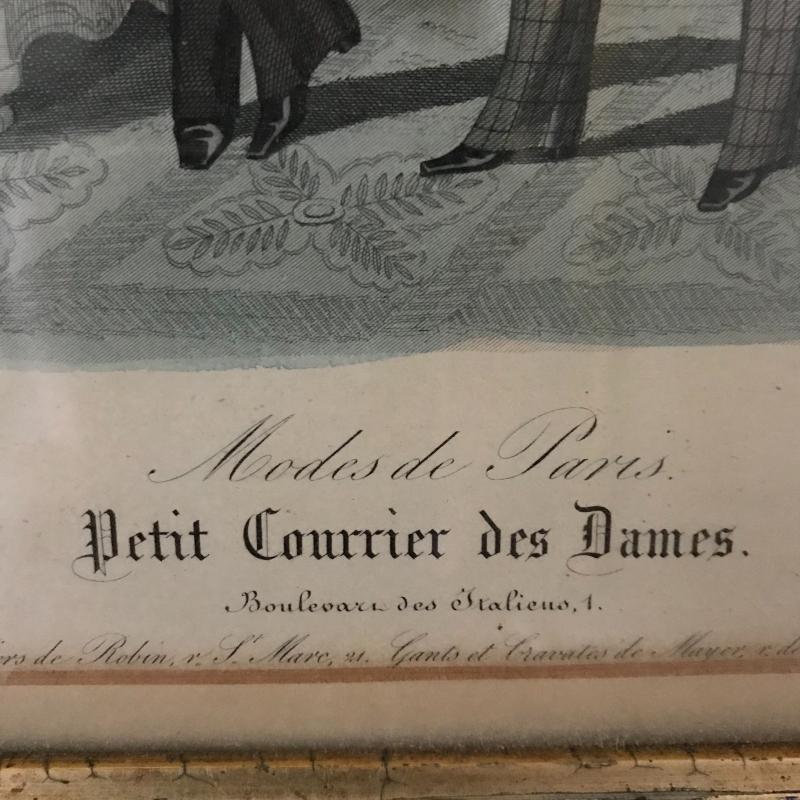 Modes de Paris.
Petit Courrier des Dames.
Boulevart des Italiens, 1.
de Robin, r. St. Marc, 21. Gants et Cravates de Mayer, r. de